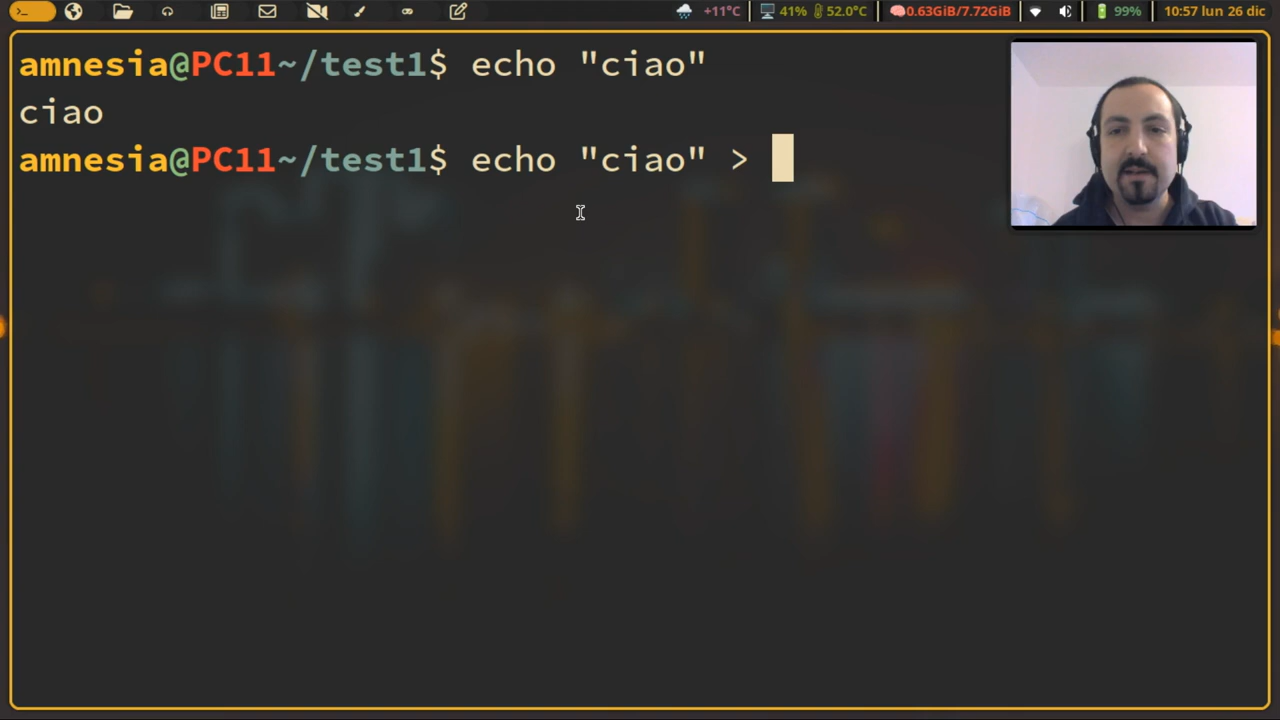 +11°C 41% 52.0°C 0.63GiB/7.72GiB 99% 10:57 lun 26 dic
amnesia@PC11~/test1$ echo "ciao"
ciao
amnesia@PC11~/test1$ echo "ciao" >